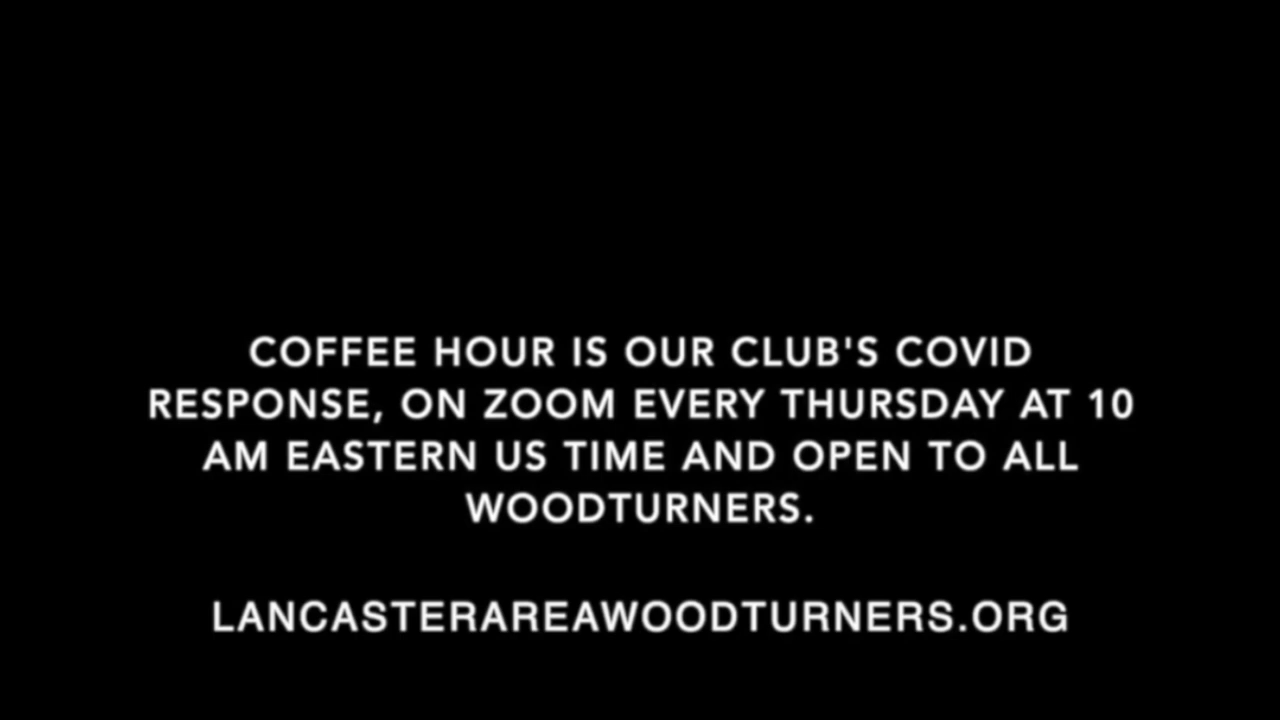 COFFEE HOUR IS OUR CLUB'S COVID
RESPONSE, ON ZOOM EVERY THURSDAY AT 10
AM EASTERN US TIME AND OPEN TO ALL
WOODTURNERS.
LANCASTERAREAWOODTURNERS.ORG